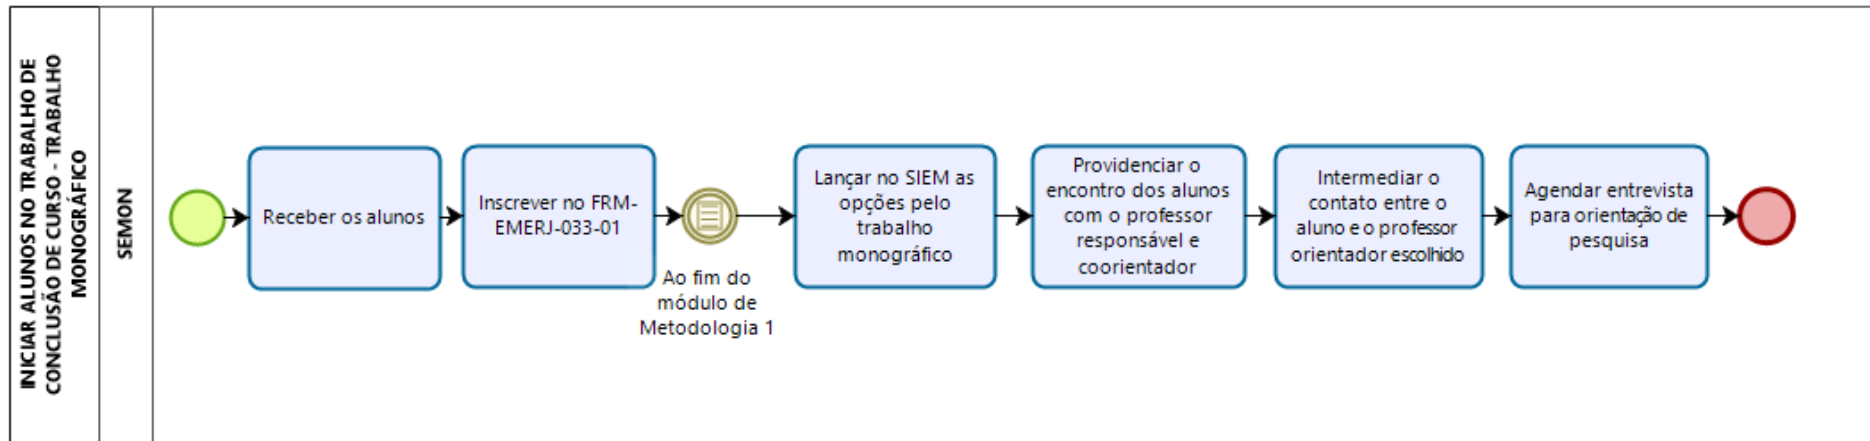 INICIAR ALUNOS NO TRABALHO DE
CONCLUSÃO DE CURSO - TRABALHO
MONOGRÁFICO
SEMON
Receber os alunos
Inscrever no FRM-
EMERJ-033-01
Ao fim do
módulo de
Metodologia 1
Lançar no SIEM as
opções pelo
trabalho
monográfico
Providenciar o
encontro dos alunos
com o professor
responsável e
coorientador
Intermediar o
contato entre o
aluno e o professor
orientador escolhido
Agendar entrevista
para orientação de
pesquisa